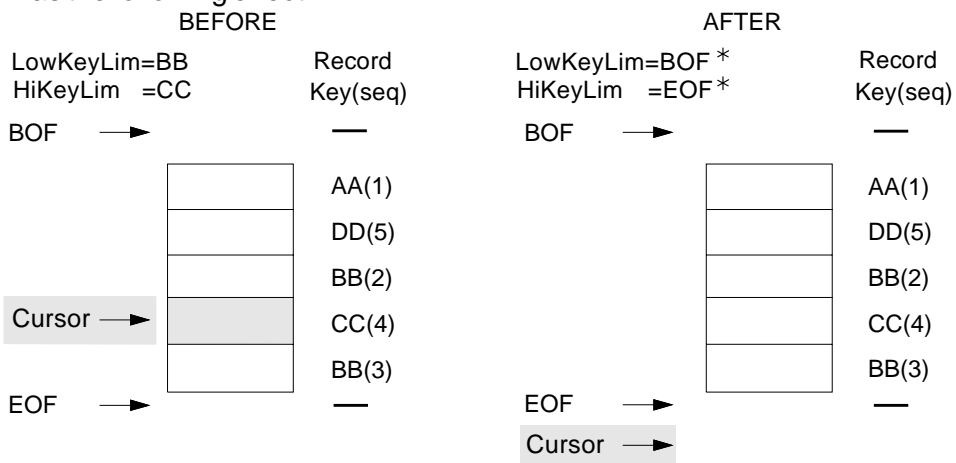 BEFORE
LowKeyLim=BB
HiKeyLim =CC
Record
Key(seq)
BOF
AA(1)
DD(5)
BB(2)
Cursor
CC(4)
BB(3)
EOF
AFTER
LowKeyLim=BOF *
HiKeyLim =EOF *
Record
Key(seq)
BOF
AA(1)
DD(5)
BB(2)
CC(4)
BB(3)
EOF
Cursor